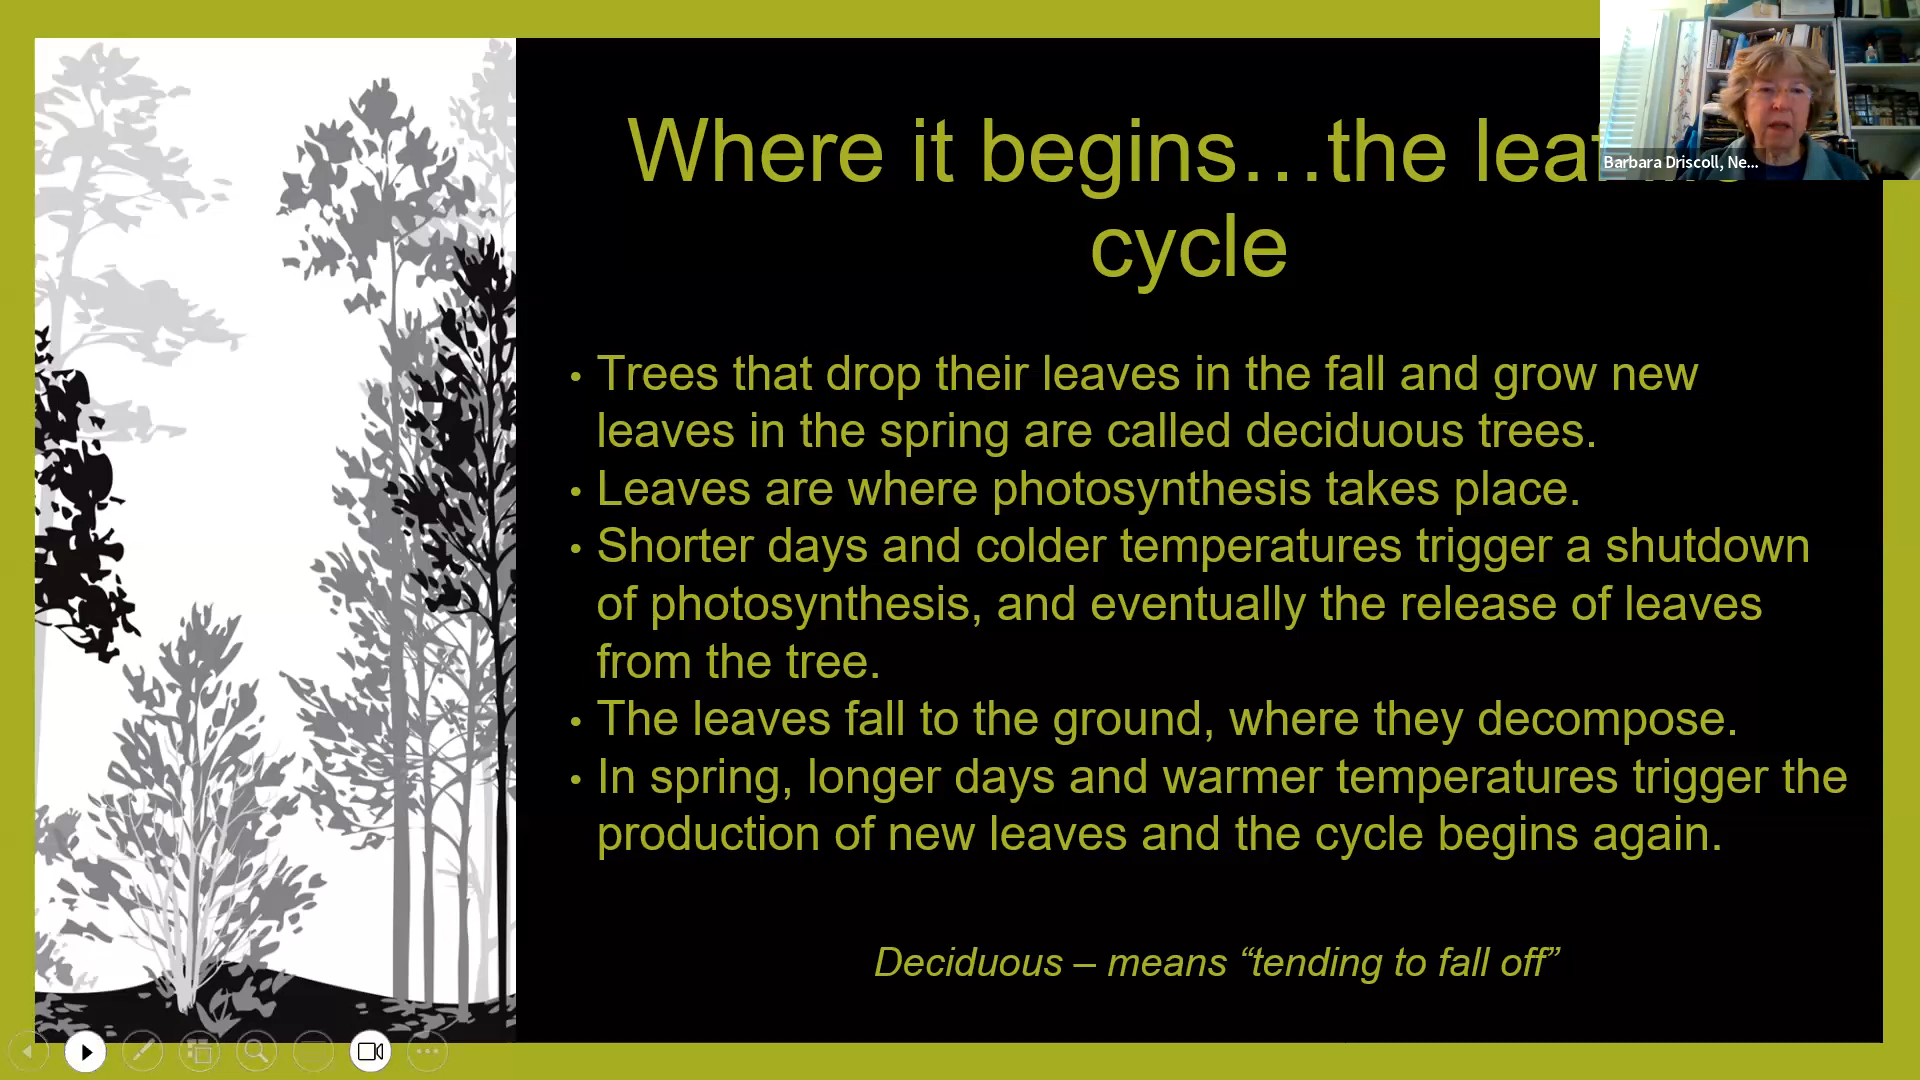 Where it begins…the leaf
cycle
Barbara Driscoll, Ne...
• Trees that drop their leaves in the fall and grow new
leaves in the spring are called deciduous trees.
• Leaves are where photosynthesis takes place.
• Shorter days and colder temperatures trigger a shutdown
of photosynthesis, and eventually the release of leaves
from the tree.
• The leaves fall to the ground, where they decompose.
• In spring, longer days and warmer temperatures trigger the
production of new leaves and the cycle begins again.
Deciduous – means “tending to fall off”